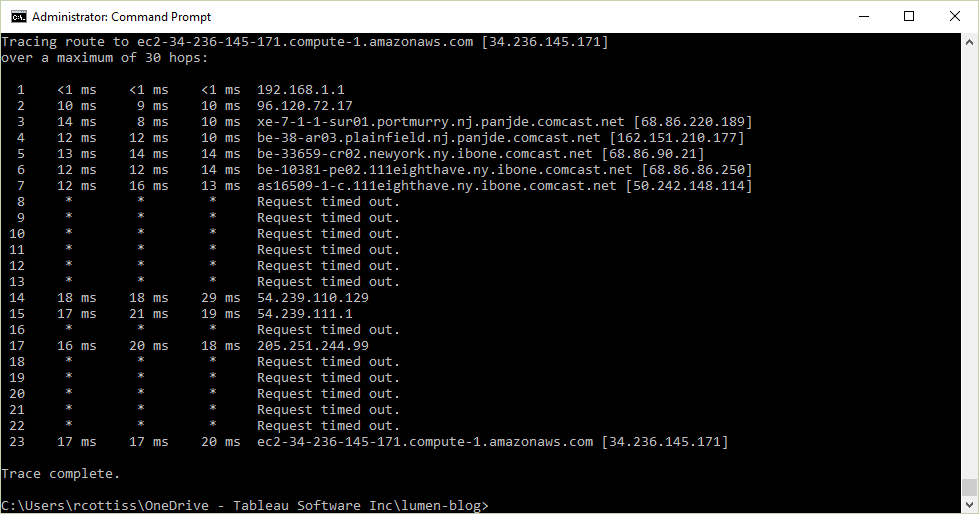 Administrator: Command Prompt
Tracing route to ec2-34-236-145-171.compute-1.amazonaws.com [34.236.145.171]
over a maximum of 30 hops:
1 <1 ms <1 ms <1 ms 192.168.1.1
2 10 ms 9 ms 10 ms 96.120.72.17
3 14 ms 8 ms 10 ms xe-7-1-1-sur01.portmurry.nj.panjde.comcast.net [68.86.220.189]
4 12 ms 12 ms 10 ms be-38-ar03.plainfield.nj.panjde.comcast.net [162.151.210.177]
5 13 ms 14 ms 14 ms be-33659-cr02.newyork.ny.ibone.comcast.net [68.86.90.21]
6 12 ms 12 ms 14 ms be-10381-pe02.111eighthave.ny.ibone.comcast.net [68.86.86.250]
7 12 ms 16 ms 13 ms as16509-1-c.111eighthave.ny.ibone.comcast.net [50.242.148.114]
8 * * * Request timed out.
9 * * * Request timed out.
10 * * * Request timed out.
11 * * * Request timed out.
12 * * * Request timed out.
13 * * * Request timed out.
14 18 ms 18 ms 29 ms 54.239.110.129
15 17 ms 21 ms 19 ms 54.239.111.1
16 * * * Request timed out.
17 16 ms 20 ms 18 ms 205.251.244.99
18 * * * Request timed out.
19 * * * Request timed out.
20 * * * Request timed out.
21 * * * Request timed out.
22 * * * Request timed out.
23 17 ms 17 ms 20 ms ec2-34-236-145-171.compute-1.amazonaws.com [34.236.145.171]
Trace complete.
C:\Users\rcottiss\OneDrive - Tableau Software Inc\lumen-blog>